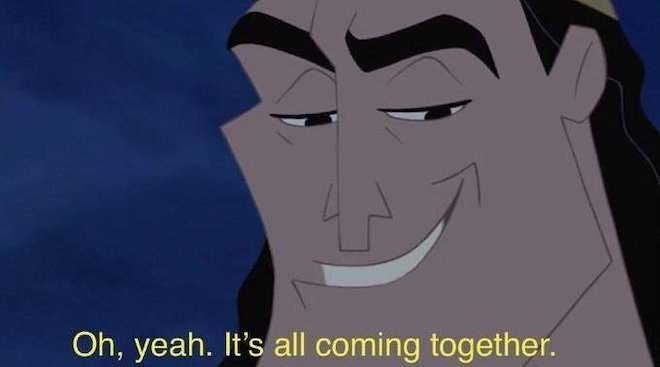 Oh, yeah. It’s all coming together.